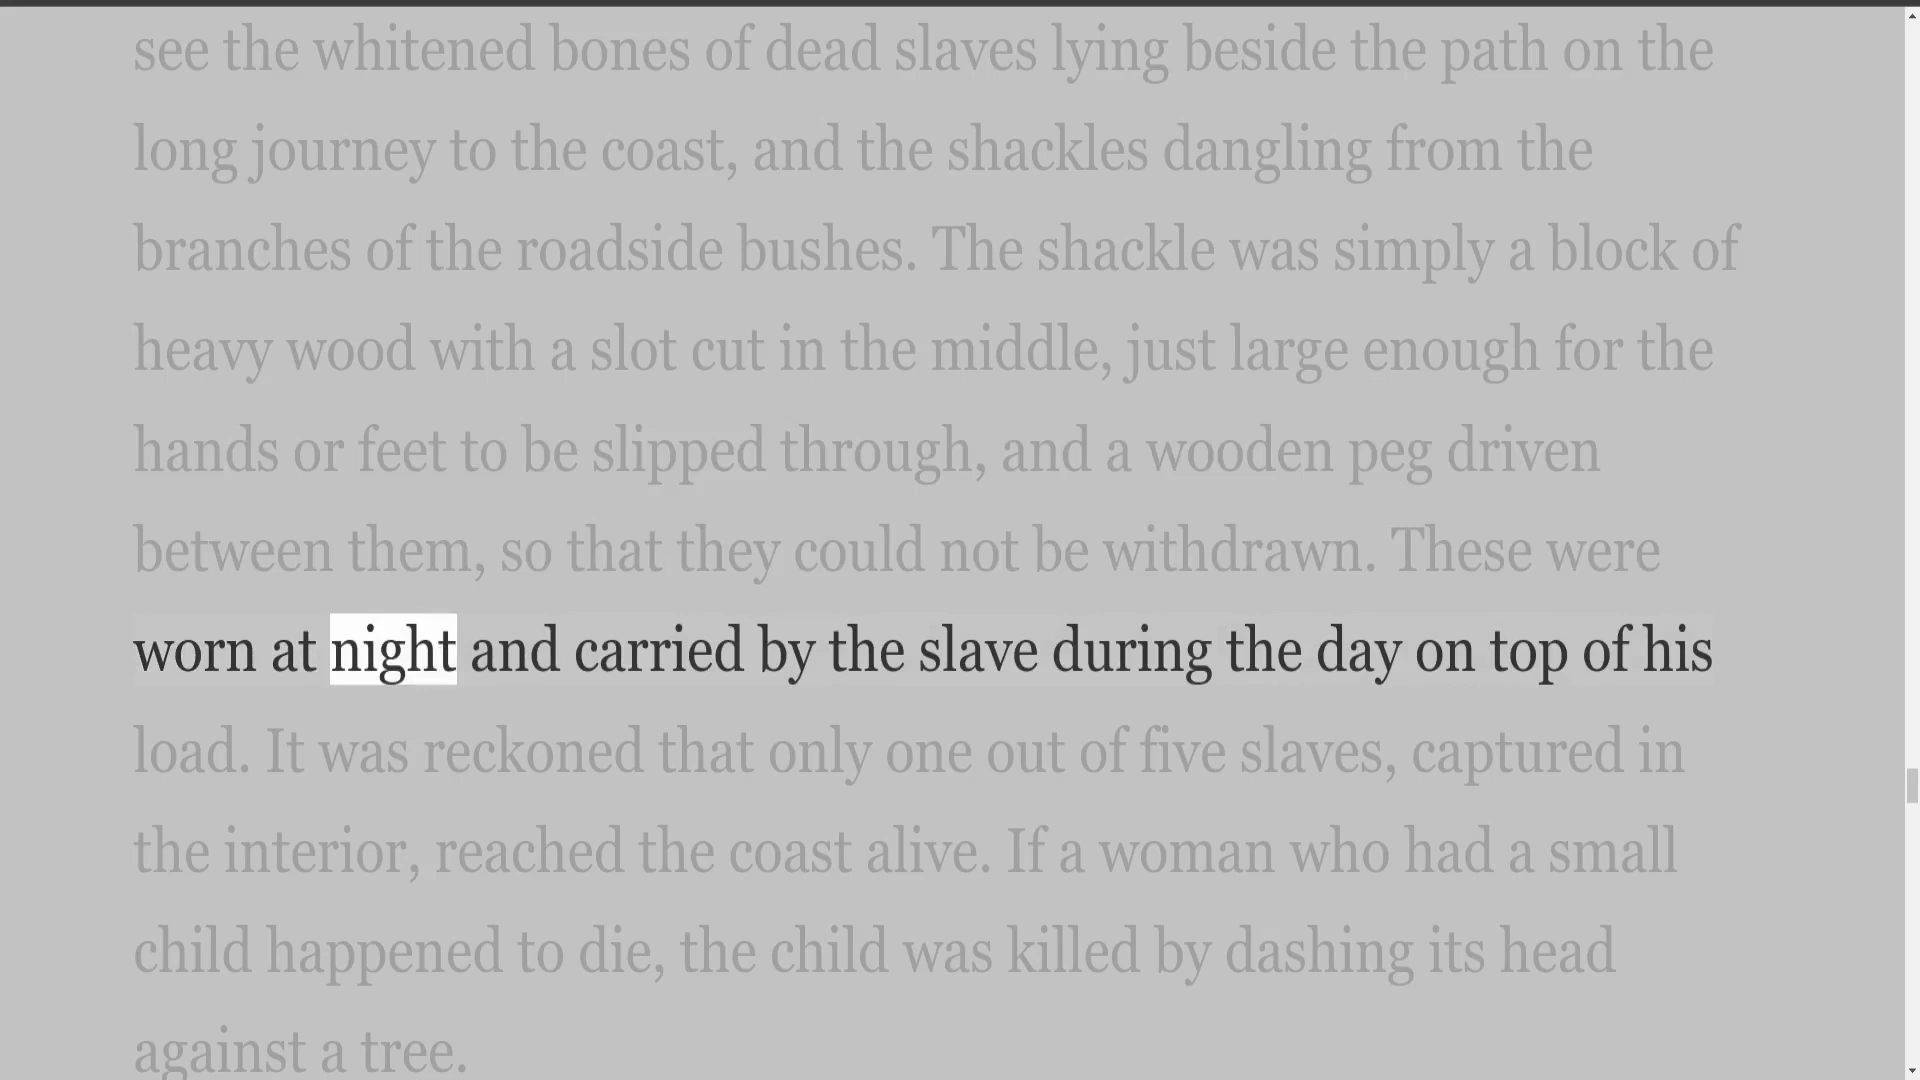 see the whitened bones of dead slaves lying beside the path on the
long journey to the coast, and the shackles dangling from the
branches of the roadside bushes. The shackle was simply a block of
heavy wood with a slot cut in the middle, just large enough for the
hands or feet to be slipped through, and a wooden peg driven
between them, so that they could not be withdrawn. These were
worn at night and carried by the slave during the day on top of his
load. It was reckoned that only one out of five slaves, captured in
the interior, reached the coast alive. If a woman who had a small
child happened to die, the child was killed by dashing its head
against a tree.